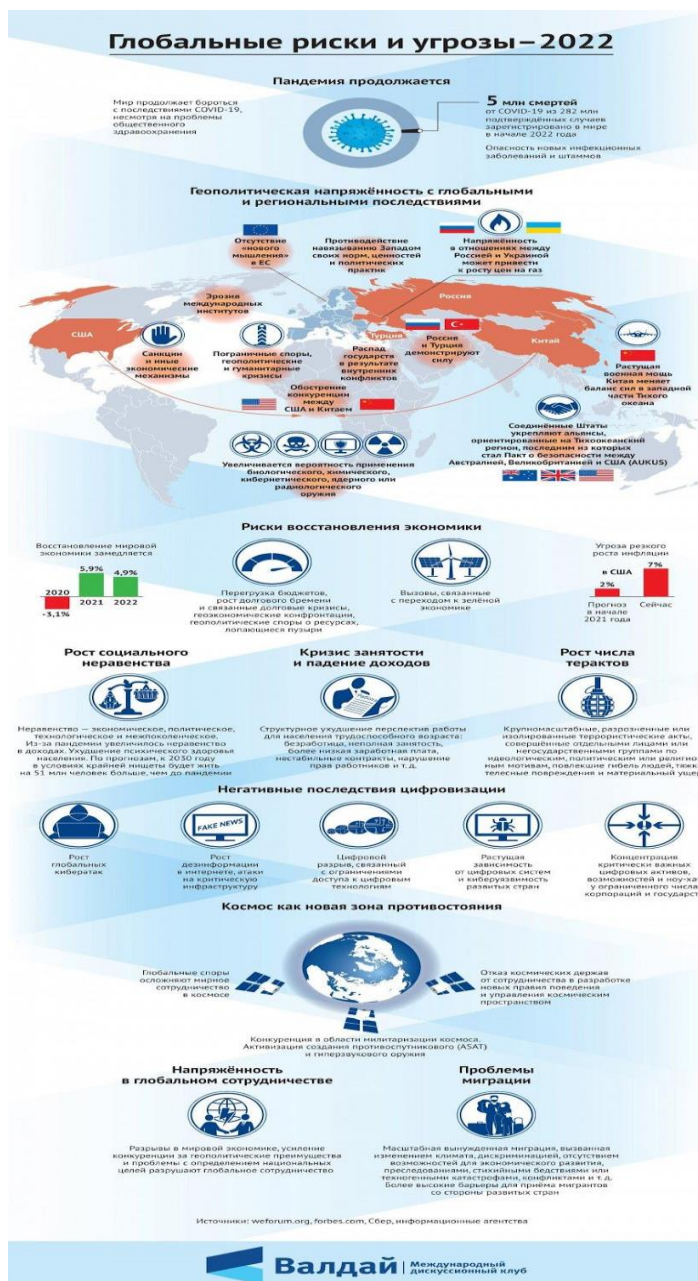 Глобальные риски и угрозы – 2022
Пандемия продолжается
Мир продолжает бороться
с последствиями COVID-19,
несмотря на проблемы
общественного
здравоохранения
5 млн смертей
от COVID-19 из 282 млн
подтверждённых случаев
зарегистрировано в мире
в начале 2022 года
Опасность новых инфекционных
заболеваний и штаммов
Геополитическая напряжённость с глобальными
и региональными последствиями
Отсутствие
«нового
мышления»
в ЕС
Противодействие
навязыванию Западом
своих норм, ценностей
и политических
практик
Напряжённость
в отношениях между
Россией и Украиной
может привести
к росту цен на газ
Эрозия
международных
институтов
Россия
США
Турция
Китай
Санкции
и иные
экономические
механизмы
Пограничные споры,
геополитические
и гуманитарные
кризисы
Распад
государств
в результате
внутренних
конфликтов
Россия
и Турция
демонстрируют
силу
Растущая
военная мощь
Китая меняет
баланс сил в западной
части Тихого
океана
Обострение
конкуренции
между
США и Китаем
Соединённые Штаты
укрепляют альянсы,
ориентированные на Тихоокеанский
регион, последним из которых
стал Пакт о безопасности между
Австралией, Великобританией и США (AUKUS)
Увеличивается вероятность применения
биологического, химического,
кибернетического, ядерного или
радиологического
оружия
Риски восстановления экономики
Восстановление мировой
экономики замедляется
2020
-3,1%
5,9%
2021
4,9%
2022
Перегрузка бюджетов,
рост долгового бремени
и связанные долговые кризисы,
геоэкономические конфронтации,
геополитические споры о ресурсах,
лопающиеся пузыри
Вызовы, связанные
с переходом к зелёной
экономике
Угроза резкого
роста инфляции
в США
2%
Прогноз
в начале
2021 года
7%
Сейчас
Рост социального
неравенства
Неравенство — экономическое, политическое,
технологическое и межпоколенческое.
Из-за пандемии увеличилось неравенство
в доходах. Ухудшение психического здоровья
населения. По прогнозам, к 2030 году
в условиях крайней нищеты будет жить
на 51 млн человек больше, чем до пандемии
Кризис занятости
и падение доходов
Структурное ухудшение перспектив работы
для населения трудоспособного возраста:
безработица, неполная занятость,
более низкая заработная плата,
нестабильные контракты, нарушение
прав работников и т. д.
Рост числа
терактов
Крупномасштабные, разрозненные или
изолированные террористические акты,
совершённые отдельными лицами или
негосударственными группами по
идеологическим, политическим или религио
ным мотивам, повлекшие гибель людей, тяжк
телесные повреждения и материальный ущер
Негативные последствия цифровизации
Рост
глобальных
кибератак
FAKE NEWS
Рост
дезинформации
в интернете, атаки
на критическую
инфраструктуру
Цифровой
разрыв, связанный
с ограничениями
доступа к цифровым
технологиям
Растущая
зависимость
от цифровых систем
и киберуязвимость
развитых стран
Концентрация
критически важных
цифровых активов,
возможностей и ноу-ха
у ограниченного числа
корпораций и государст
Космос как новая зона противостояния
Глобальные споры
осложняют мирное
сотрудничество
в космосе
Отказ космических держав
от сотрудничества в разработке
новых правил поведения
и управления космическим
пространством
Конкуренция в области милитаризации космоса.
Активизация создания противоспутникового (ASAT)
и гиперзвукового оружия
Напряжённость
в глобальном сотрудничестве
Разрывы в мировой экономике, усиление
конкуренции за геополитические преимущества
и проблемы с определением национальных
целей разрушают глобальное сотрудничество
Проблемы
миграции
Масштабная вынужденная миграция, вызванная
изменением климата, дискриминацией, отсутствием
возможностей для экономического развития,
преследованиями, стихийными бедствиями или
техногенными катастрофами, конфликтами и т. д.
Более высокие барьеры для приёма мигрантов
со стороны развитых стран
Источники: weforum.org, forbes.com, Сбер, информационные агентства
Валдай
Международный
дискуссионный клуб